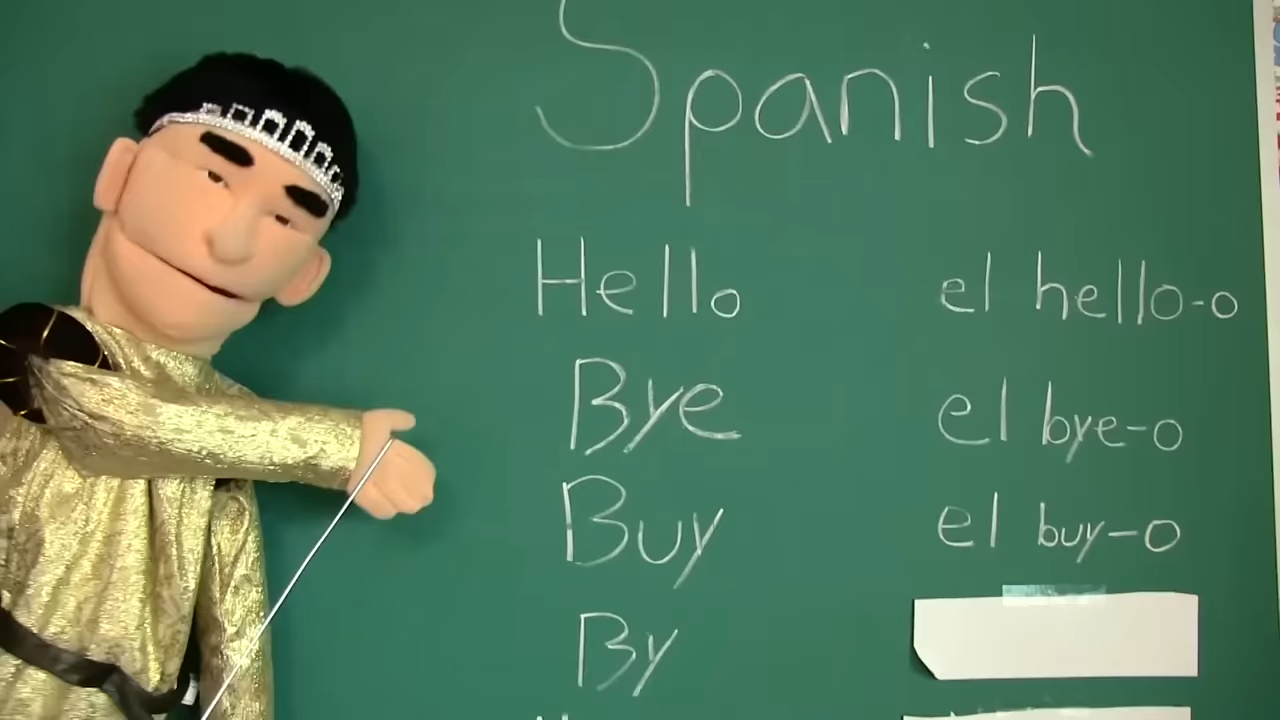 Spanish
Hello el hello-o
Bye el bye-o
Buy el buy-o
By